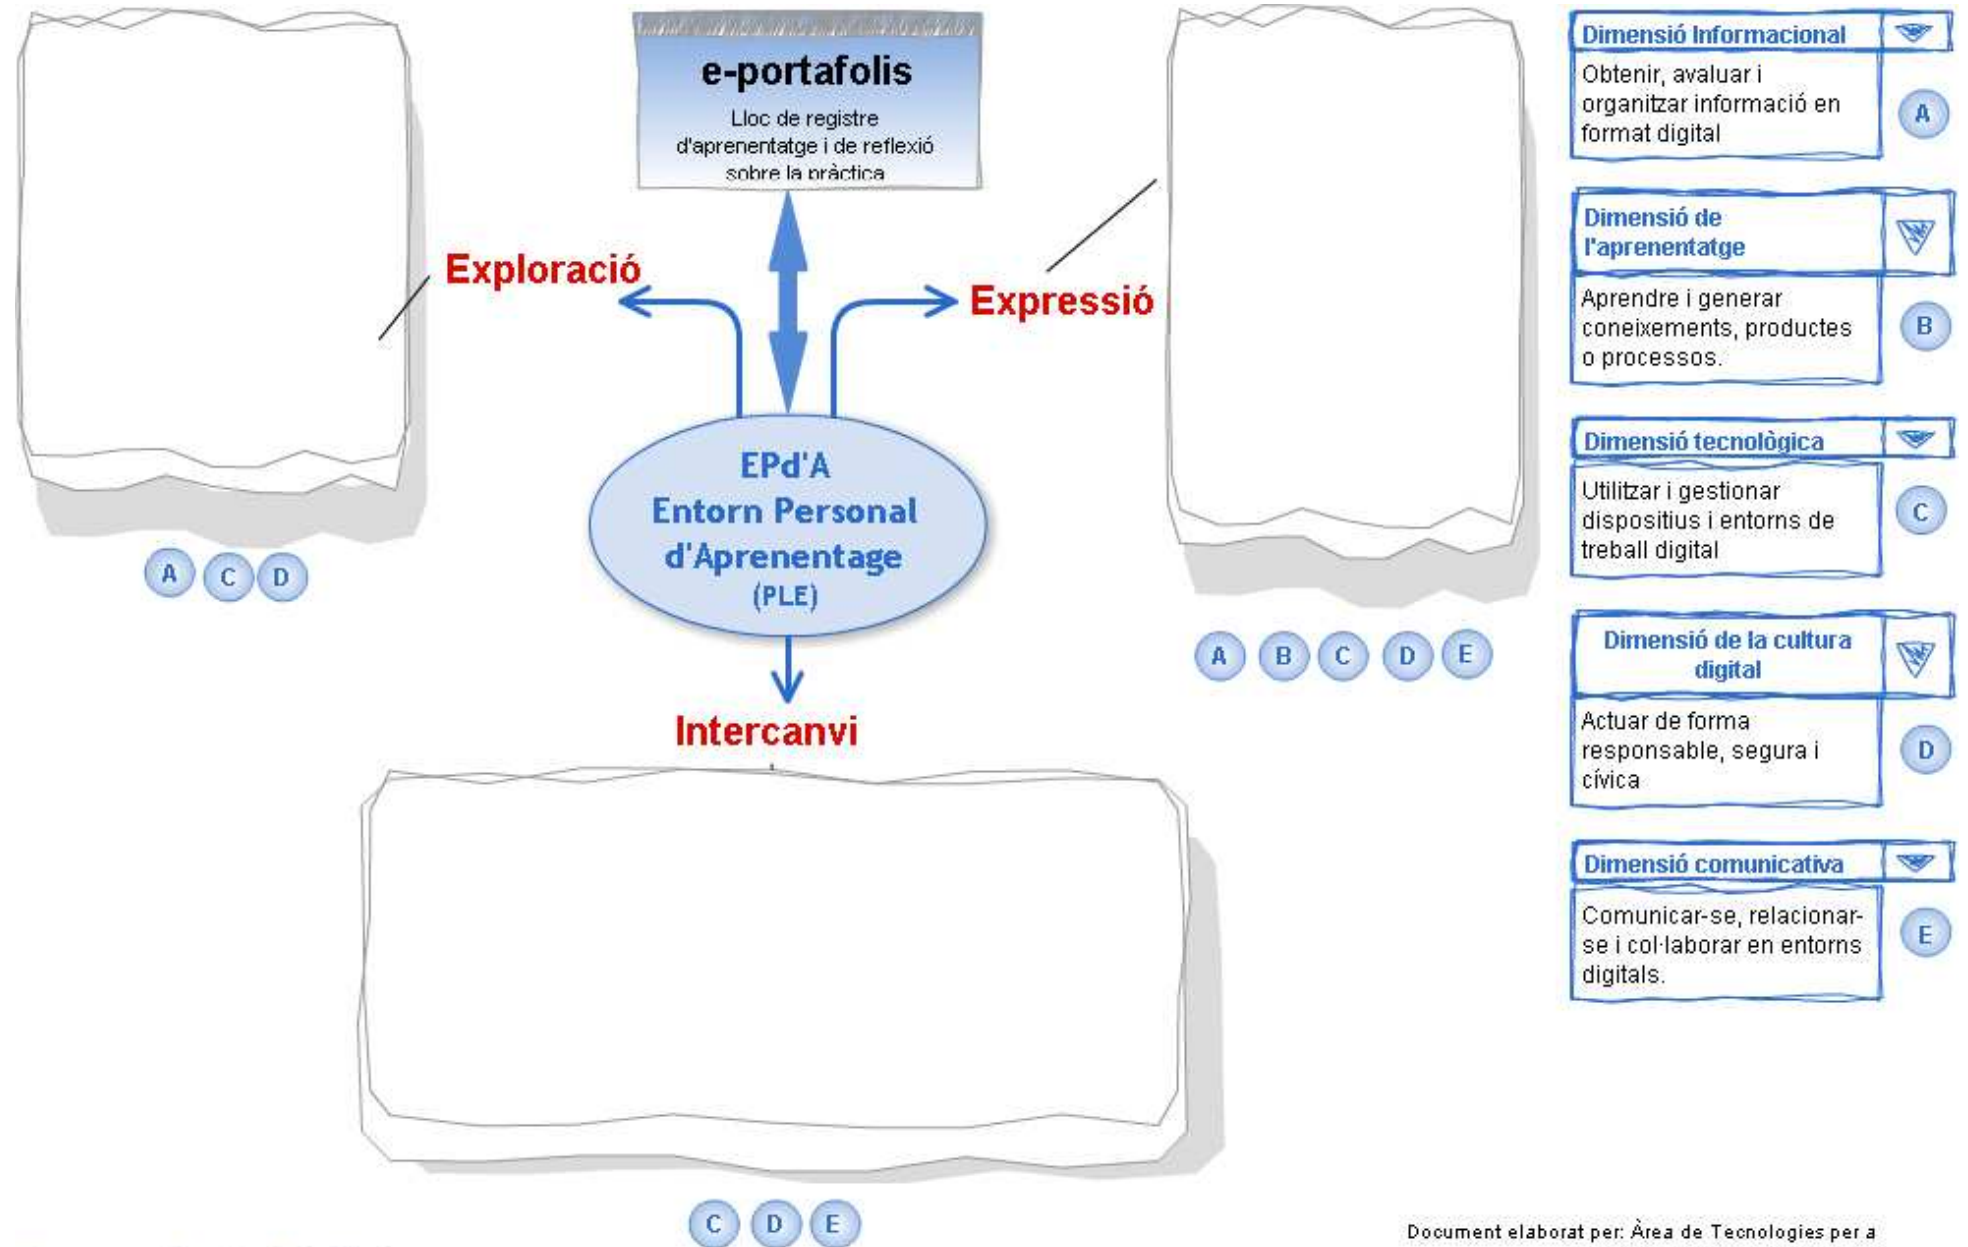 e-portafolis
Lloc de registre
d'aprenentatge i de reflexió
sobre la pràctica
Exploració
Expressió
EPd'A
Entorn Personal
d'Aprenentage
(PLE)
A C D
A B C D E
Intercanvi
C D E
Dimensió Informacional
Obtenir, avaluar i
organitzar informació en
format digital
A
Dimensió de
l'aprenentatge
Aprendre i generar
coneixements, productes
o processos.
B
Dimensió tecnològica
Utilitzar i gestionar
dispositius i entorns de
treball digital
C
Dimensió de la cultura
digital
Actuar de forma
responsable, segura i
cívica
D
Dimensió comunicativa
Comunicar-se, relacionar-
se i col·laborar en entorns
digitals.
E
Document elaborat per: Àrea de Tecnologies per a